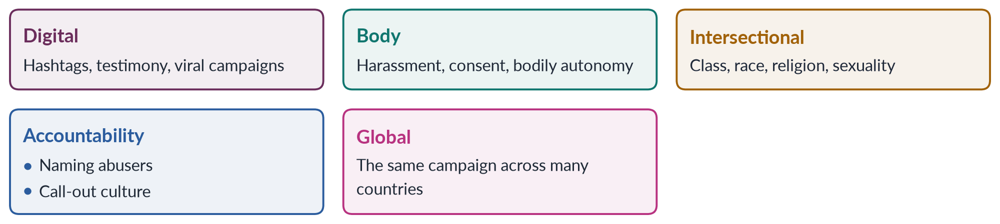 Digital
Hashtags, testimony, viral campaigns
Body
Harassment, consent, bodily autonomy
Intersectional
Class, race, religion, sexuality
Accountability
● Naming abusers
● Call-out culture
Global
The same campaign across many
countries